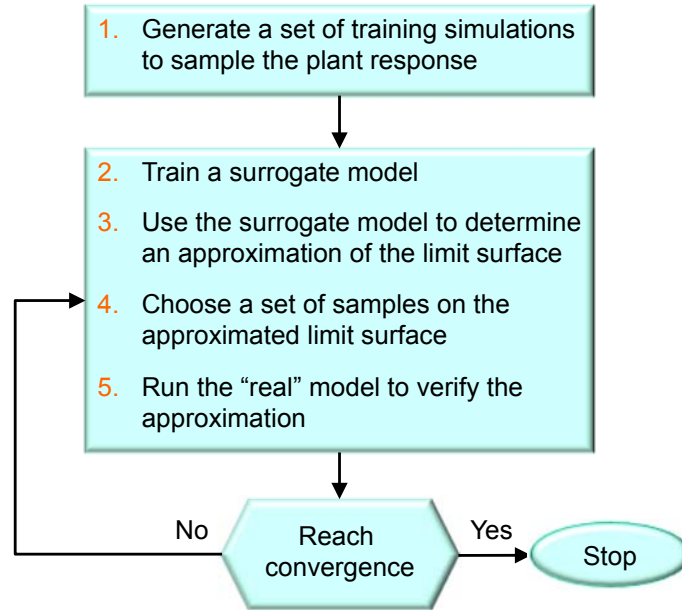 1. Generate a set of training simulations
to sample the plant response
2. Train a surrogate model
3. Use the surrogate model to determine
an approximation of the limit surface
4. Choose a set of samples on the
approximated limit surface
5. Run the “real” model to verify the
approximation
No
Reach
convergence
Yes
Stop